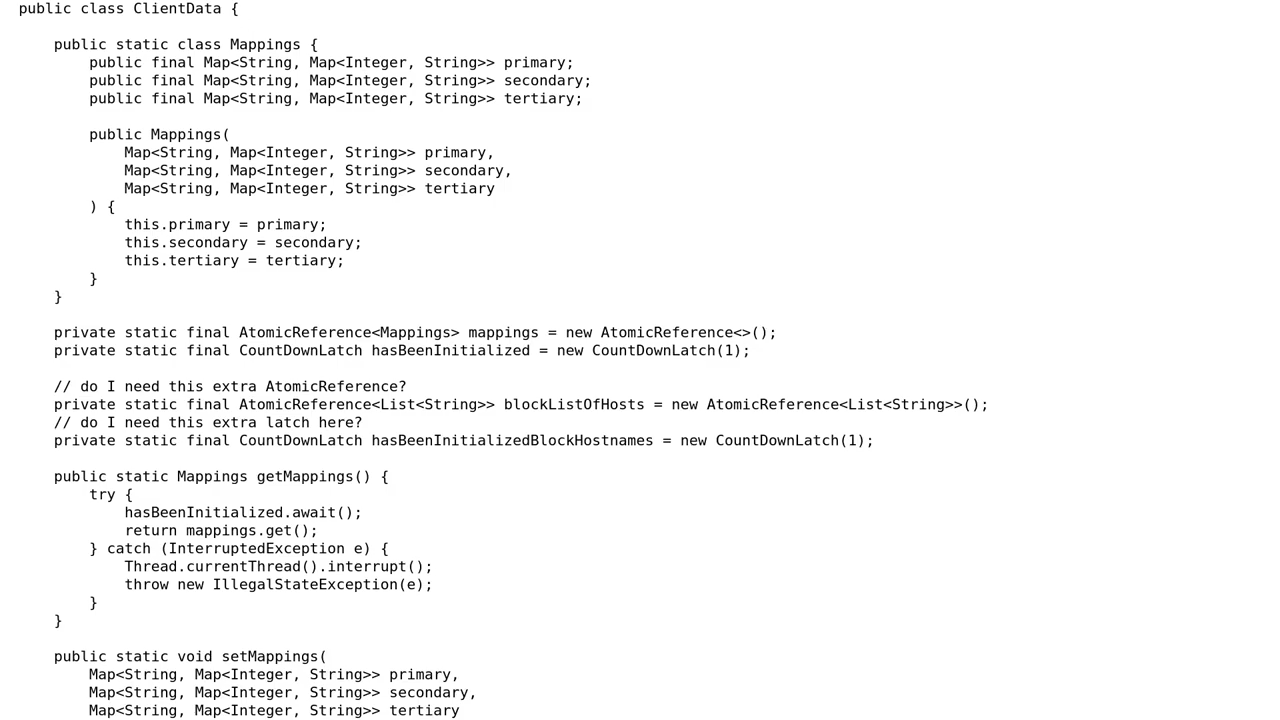 public class ClientData {
    public static class Mappings {
        public final Map<String, Map<Integer, String>> primary;
        public final Map<String, Map<Integer, String>> secondary;
        public final Map<String, Map<Integer, String>> tertiary;
        public Mappings(
            Map<String, Map<Integer, String>> primary,
            Map<String, Map<Integer, String>> secondary,
            Map<String, Map<Integer, String>> tertiary
        ) {
            this.primary = primary;
            this.secondary = secondary;
            this.tertiary = tertiary;
        }
    }
    private static final AtomicReference<Mappings> mappings = new AtomicReference<>();
    private static final CountDownLatch hasBeenInitialized = new CountDownLatch(1);
    // do I need this extra AtomicReference?
    private static final AtomicReference<List<String>> blockListOfHosts = new AtomicReference<List<String>>();
    // do I need this extra latch here?
    private static final CountDownLatch hasBeenInitializedBlockHostnames = new CountDownLatch(1);
    public static Mappings getMappings() {
        try {
            hasBeenInitialized.await();
            return mappings.get();
        } catch (InterruptedException e) {
            Thread.currentThread().interrupt();
            throw new IllegalStateException(e);
        }
    }
    public static void setMappings(
        Map<String, Map<Integer, String>> primary,
        Map<String, Map<Integer, String>> secondary,
        Map<String, Map<Integer, String>> tertiary